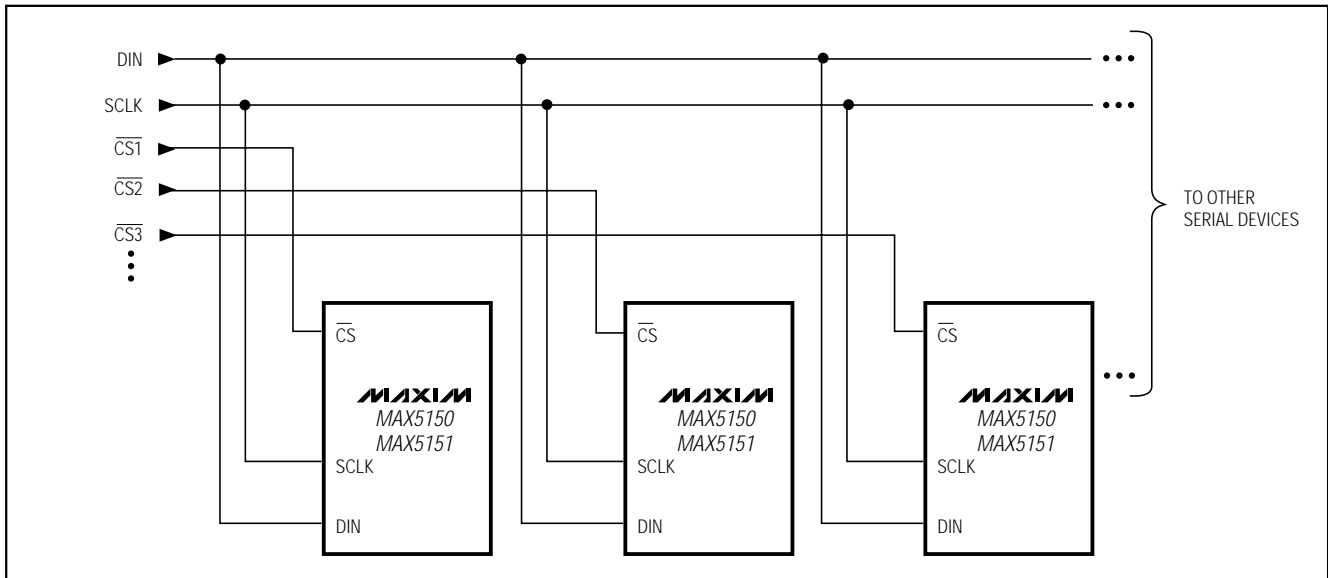 DIN
SCLK
CS1
CS2
CS3
TO OTHER
SERIAL DEVICES
CS
MAXIM
MAX5150
MAX5151
SCLK
DIN
CS
MAXIM
MAX5150
MAX5151
SCLK
DIN
CS
MAXIM
MAX5150
MAX5151
SCLK
DIN